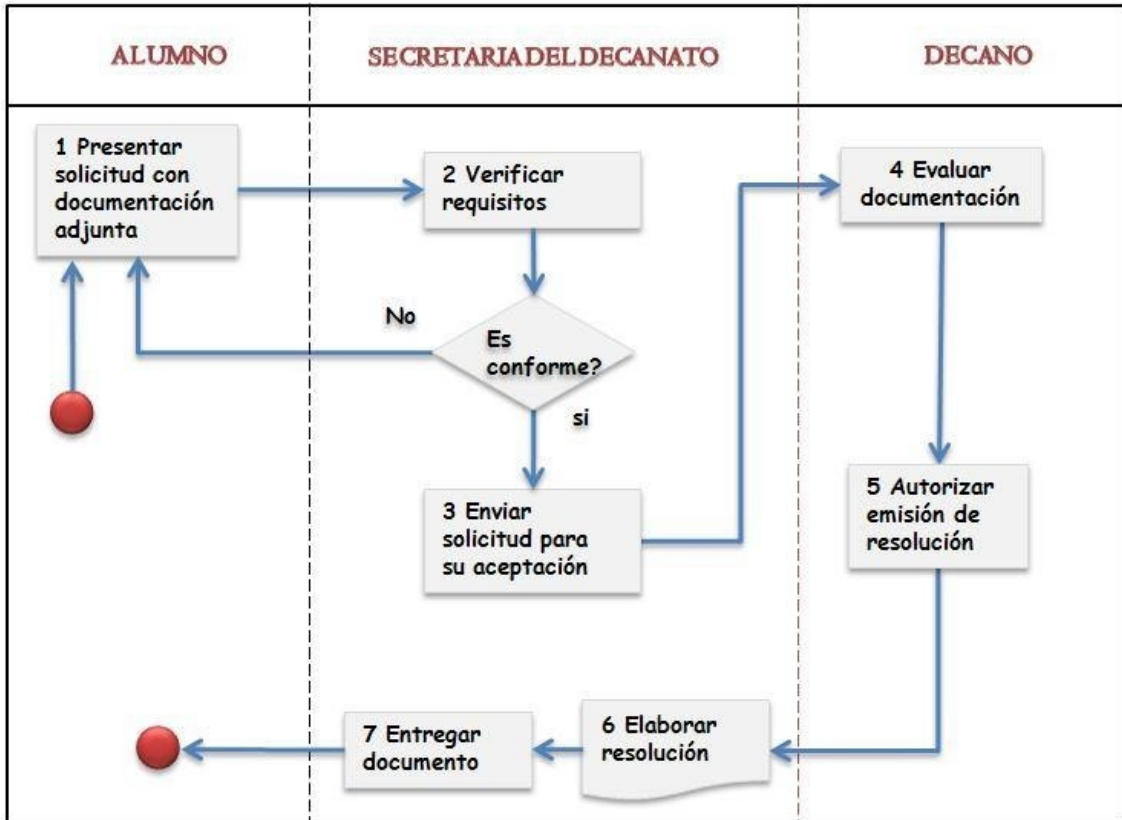 ALUMNO
SECRETARIA DEL DECANATO
DECANO
1 Presentar
solicitud con
documentación
adjunta
2 Verificar
requisitos
4 Evaluar
documentación
No
Es
conforme?
si
3 Enviar
solicitud para
su aceptación
5 Autorizar
emisión de
resolución
6 Elaborar
resolución
7 Entregar
documento